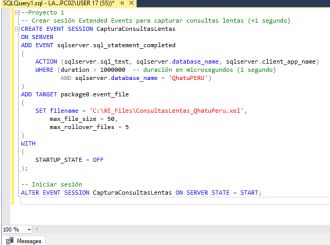 SQLQuery1.sql - LA...PC02\USER 17 (55))*
--Proyecto 1
-- Crear sesión Extended Events para capturar consultas lentas (+1 segundo)
CREATE EVENT SESSION CapturaConsultasLentas
ON SERVER
ADD EVENT sqlserver.sql_statement_completed
(
ACTION (sqlserver.sql_text, sqlserver.database_name, sqlserver.client_app_name)
WHERE (duration > 1000000 -- duración en microsegundos (1 segundo)
AND sqlserver.database_name = 'QhatuPERU')
)
ADD TARGET package0.event_file
(
SET filename = 'C:\XE_Files\ConsultasLentas_QhatuPeru.xel',
max_file_size = 50,
max_rollover_files = 5
)
WITH
(
STARTUP_STATE = OFF
);
-- Iniciar sesión
ALTER EVENT SESSION CapturaConsultasLentas ON SERVER STATE = START;
100 %
Messages